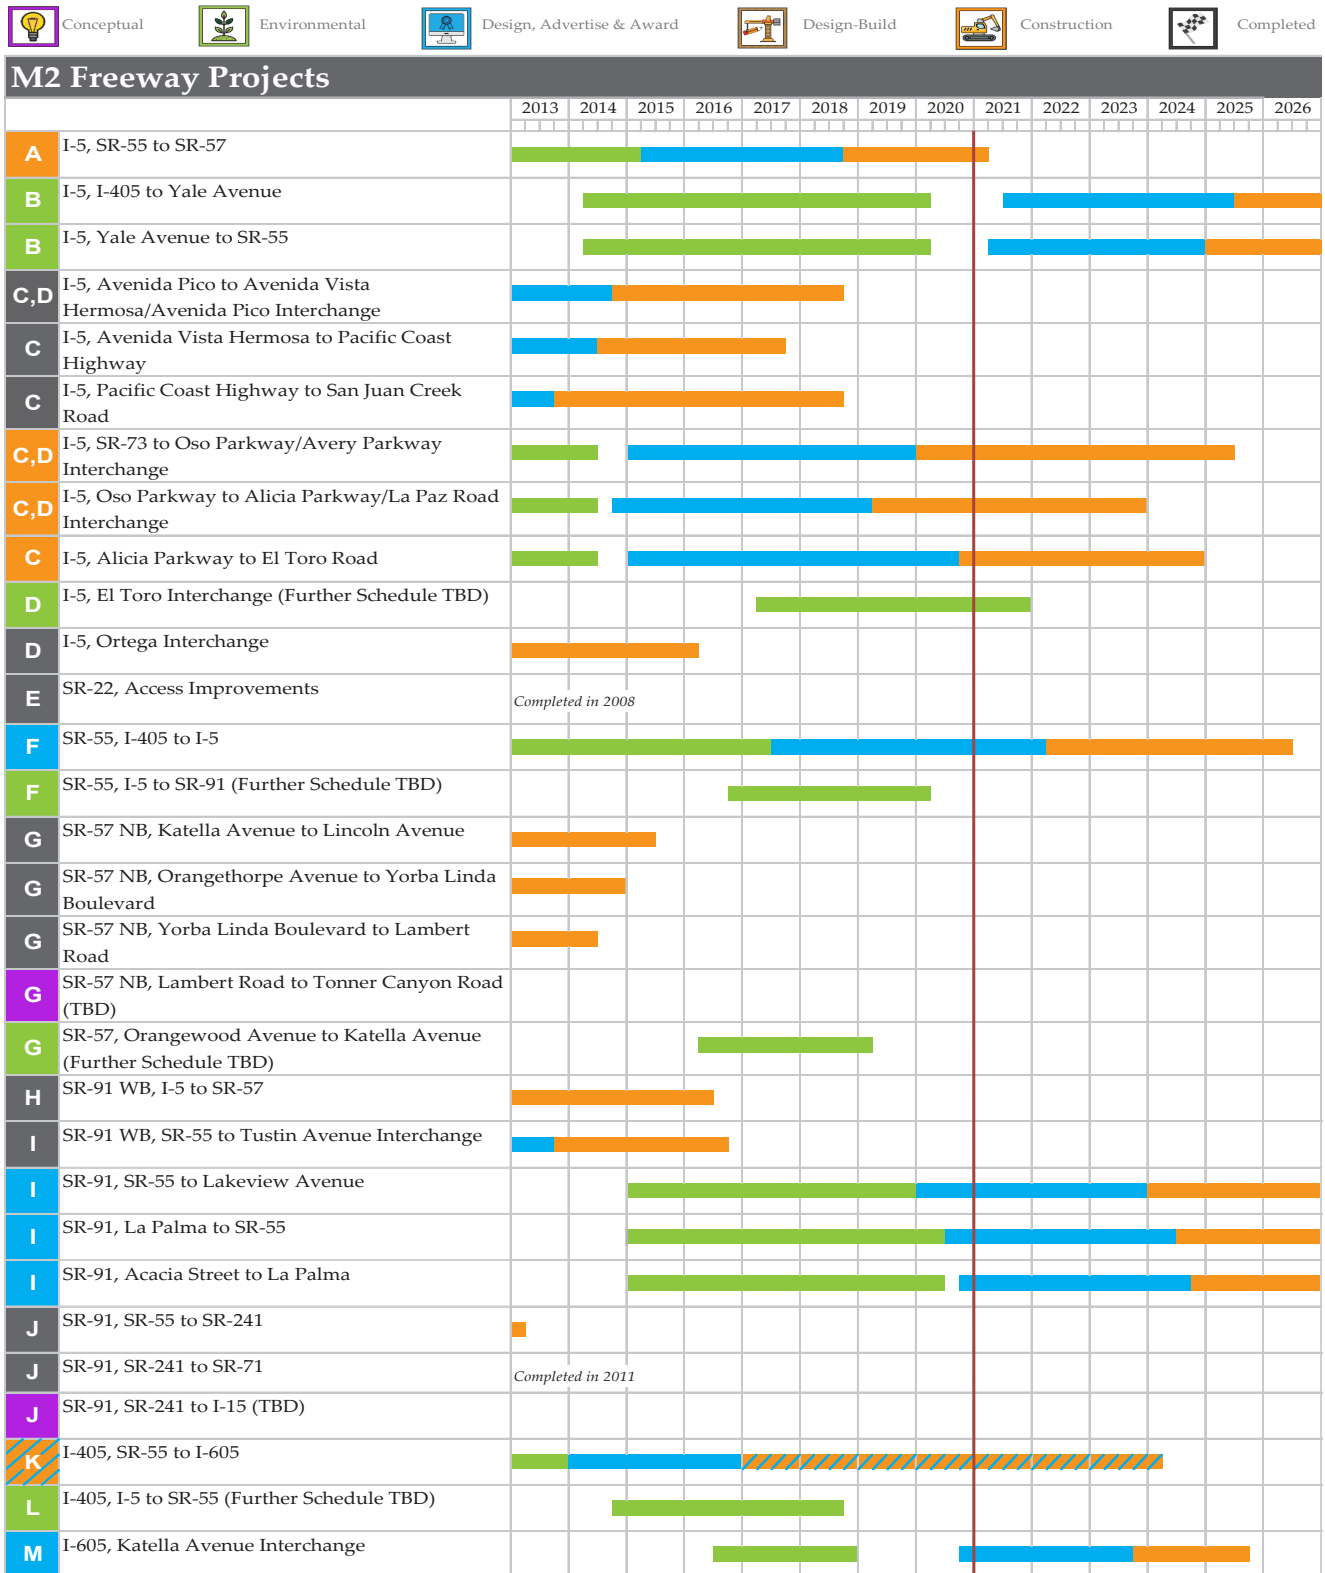 Conceptual Environmental Design, Advertise & Award Design-Build Construction Completed
M2 Freeway Projects
2013 2014 2015 2016 2017 2018 2019 2020 2021 2022 2023 2024 2025 2026
A I-5, SR-55 to SR-57
B I-5, I-405 to Yale Avenue
B I-5, Yale Avenue to SR-55
C,D I-5, Avenida Pico to Avenida Vista
Hermosa/Avenida Pico Interchange
C I-5, Avenida Vista Hermosa to Pacific Coast
Highway
C I-5, Pacific Coast Highway to San Juan Creek
Road
C,D I-5, SR-73 to Oso Parkway/Avery Parkway
Interchange
C,D I-5, Oso Parkway to Alicia Parkway/La Paz Road
Interchange
C I-5, Alicia Parkway to El Toro Road
D I-5, El Toro Interchange (Further Schedule TBD)
D I-5, Ortega Interchange
E SR-22, Access Improvements
Completed in 2008
F SR-55, I-405 to I-5
F SR-55, I-5 to SR-91 (Further Schedule TBD)
G SR-57 NB, Katella Avenue to Lincoln Avenue
G SR-57 NB, Orangethorpe Avenue to Yorba Linda
Boulevard
G SR-57 NB, Yorba Linda Boulevard to Lambert
Road
G SR-57 NB, Lambert Road to Tonner Canyon Road
(TBD)
G SR-57, Orangewood Avenue to Katella Avenue
(Further Schedule TBD)
H SR-91 WB, I-5 to SR-57
I SR-91 WB, SR-55 to Tustin Avenue Interchange
I SR-91, SR-55 to Lakeview Avenue
I SR-91, La Palma to SR-55
I SR-91, Acacia Street to La Palma
J SR-91, SR-55 to SR-241
J SR-91, SR-241 to SR-71
Completed in 2011
J SR-91, SR-241 to I-15 (TBD)
K I-405, SR-55 to I-605
L I-405, I-5 to SR-55 (Further Schedule TBD)
M I-605, Katella Avenue Interchange